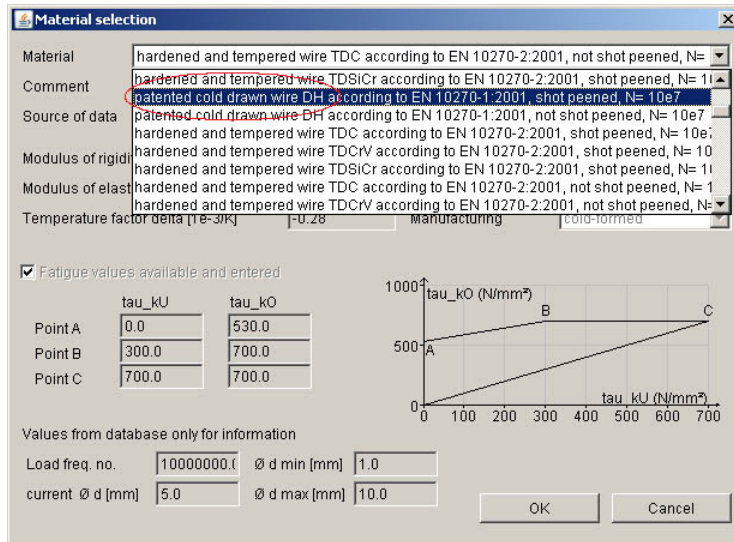 Material selection
Material hardened and tempered wire TDC according to EN 10270-2:2001, not shot peened, N=
Comment hardened and tempered wire TDSiCr according to EN 10270-2:2001, shot peened, N= 1
patented cold drawn wire DH according to EN 10270-1:2001, shot peened, N= 10e7
Source of data patented cold drawn wire DH according to EN 10270-1:2001, not shot peened, N= 10e7
hardened and tempered wire TDC according to EN 10270-2:2001, shot peened, N= 10e7
Modulus of rigidi hardened and tempered wire TDCrV according to EN 10270-2:2001, shot peened, N= 10
hardened and tempered wire TDSiCr according to EN 10270-2:2001, shot peened, N= 1
Modulus of elast hardened and tempered wire TDC according to EN 10270-2:2001, not shot peened, N= 1
hardened and tempered wire TDCrV according to EN 10270-2:2001, not shot peened, N=
Temperature factor delta [1e-3/K] -0.28 Manufacturing cold-formed
Fatigue values available and entered
tau_kU tau_kO
Point A 0.0 530.0
Point B 300.0 700.0
Point C 700.0 700.0
1000 tau_kO (N/mm²)
B C
500 A
tau_kU (N/mm²)
0
0 100 200 300 400 500 600 700
Values from database only for information
Load freq. no. 10000000.( Ø d min [mm] 1.0
current Ø d [mm] 5.0 Ø d max [mm] 10.0
OK Cancel